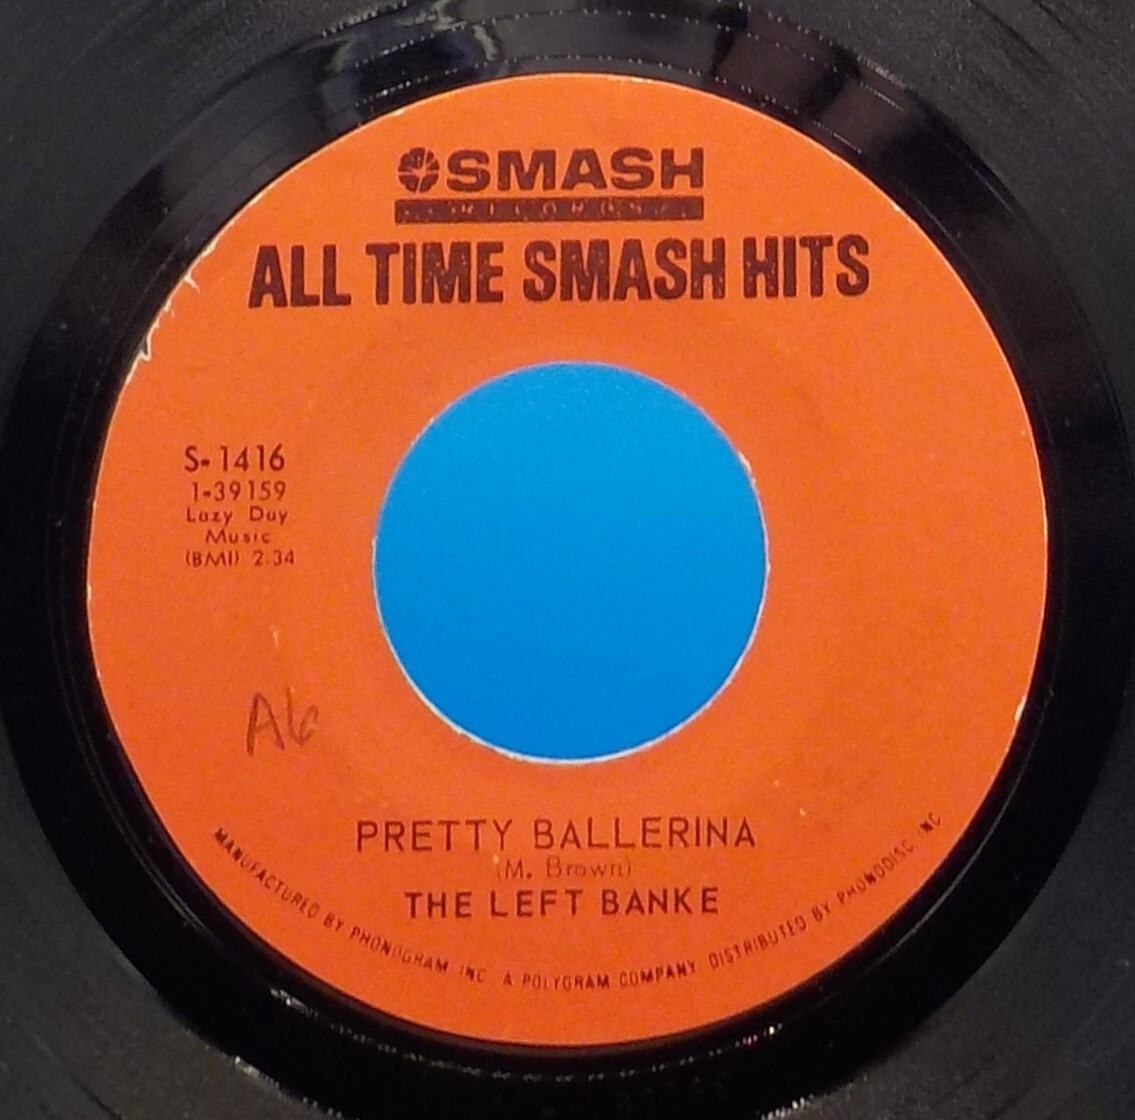 SMASH
RECORDS
ALL TIME SMASH HITS
S-1416
1-39159
Lazy Day
Music
(BMI) 2:34
A6
PRETTY BALLERINA
(M. Brown)
THE LEFT BANKE
MANUFACTURED BY PHONOGRAM INC A POLYGRAM COMPANY DISTRIBUTED BY PHONODISC INC